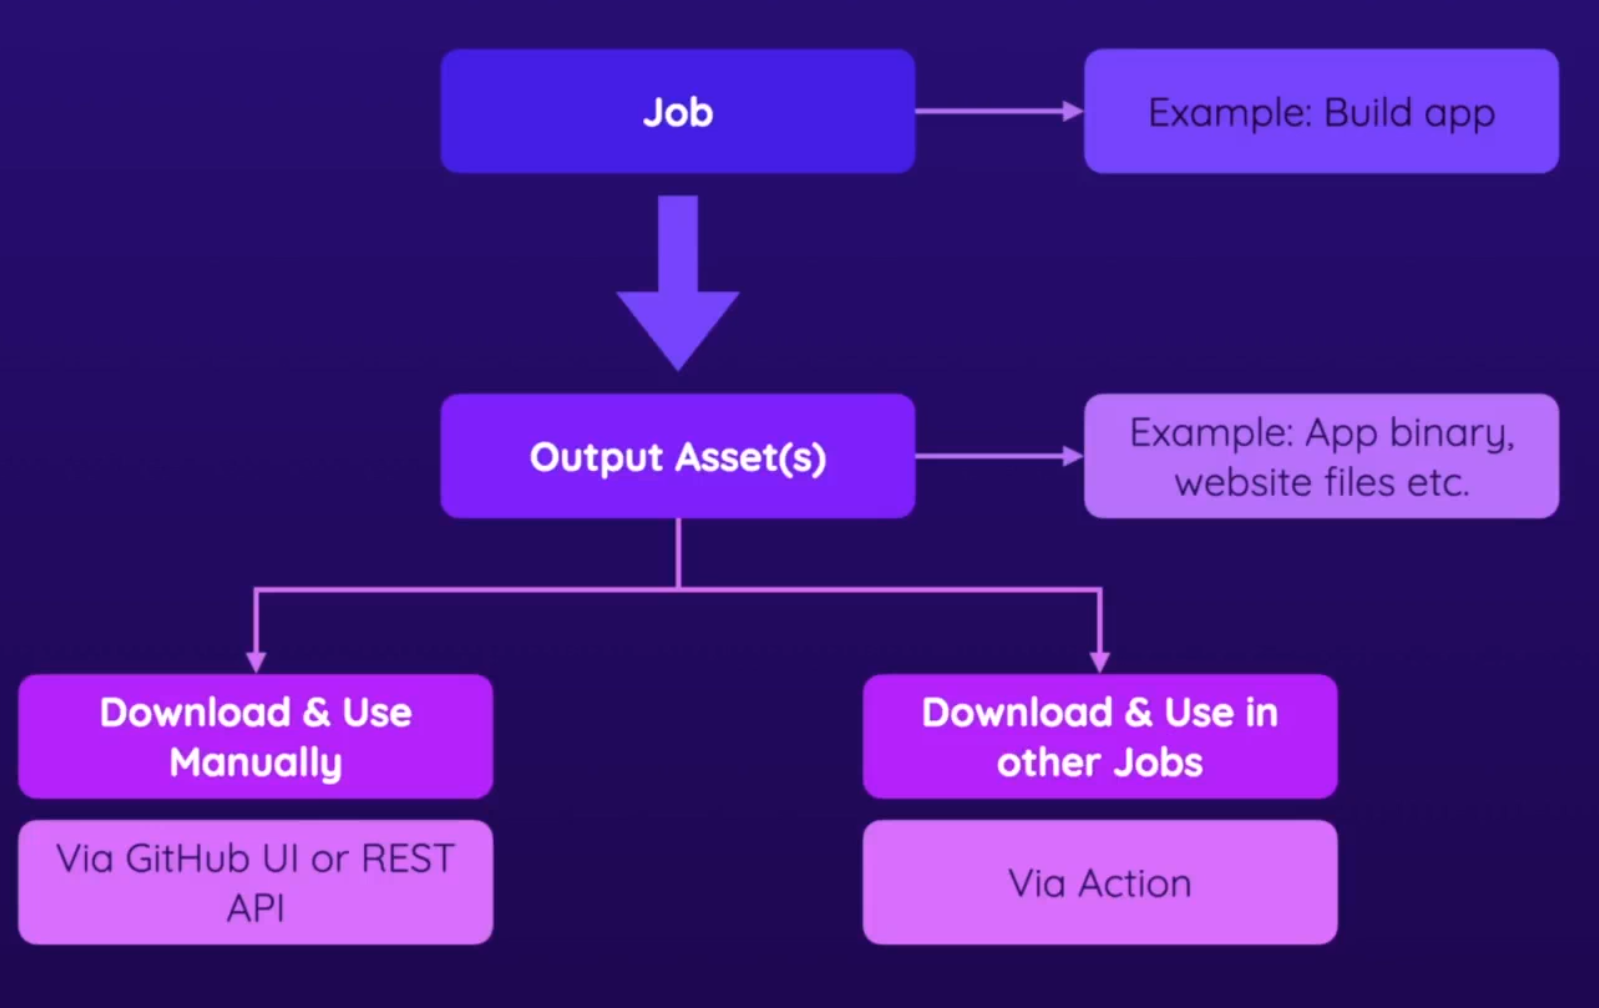 Job
Example: Build app
Output Asset(s)
Example: App binary,
website files etc.
Download & Use
Manually
Via GitHub UI or REST
API
Download & Use in
other Jobs
Via Action